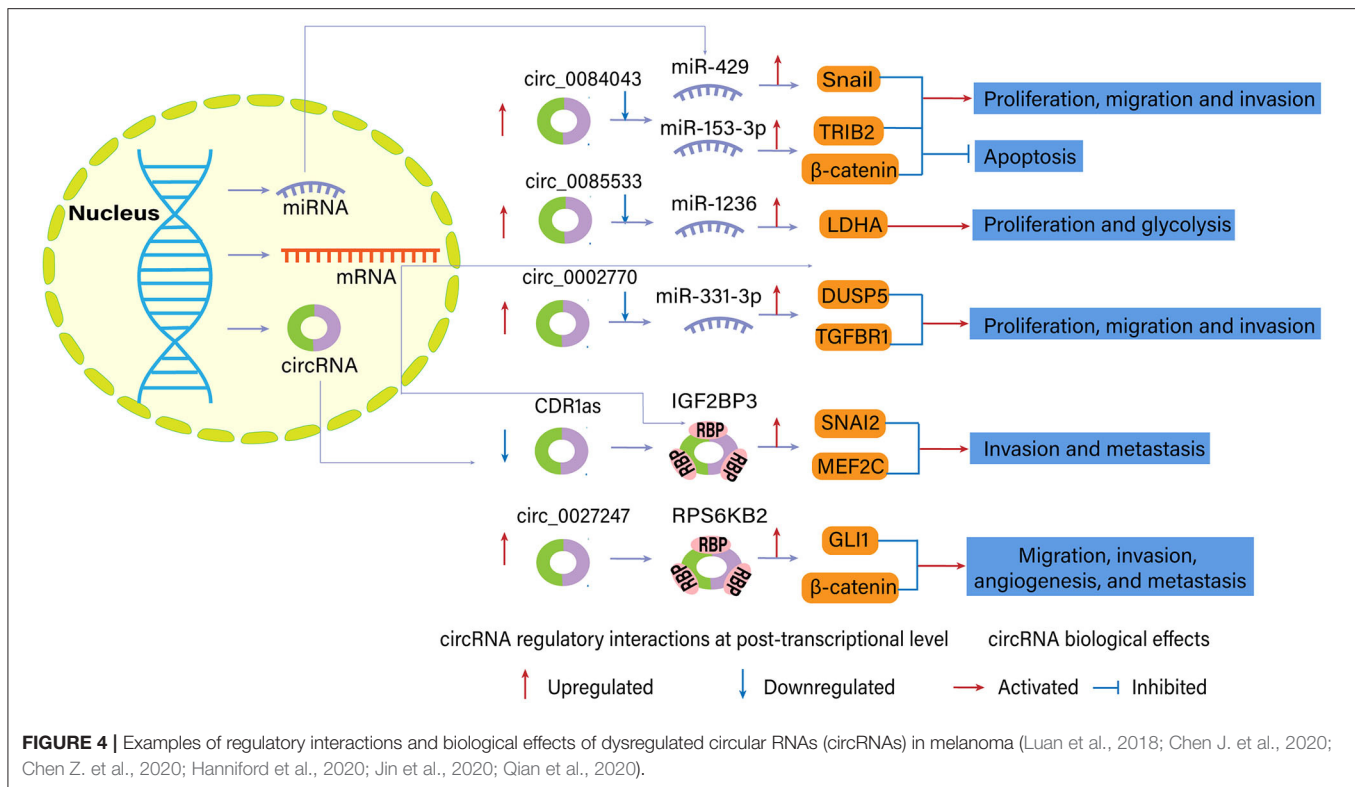 circ_0084043
miR-429
Snail
Proliferation, migration and invasion
miR-153-3p
TRIB2
β-catenin
Apoptosis
Nucleus
miRNA
mRNA
circRNA
circ_0085533
miR-1236
LDHA
Proliferation and glycolysis
circ_0002770
miR-331-3p
DUSP5
TGFBR1
Proliferation, migration and invasion
CDR1as
IGF2BP3
RBP
RBP
RBP
SNAI2
MEF2C
Invasion and metastasis
circ_0027247
RPS6KB2
RBP
RBP
RBP
GLI1
β-catenin
Migration, invasion,
angiogenesis, and metastasis
circRNA regulatory interactions at post-transcriptional level
circRNA biological effects
Upregulated
Downregulated
Activated
Inhibited
FIGURE 4 | Examples of regulatory interactions and biological effects of dysregulated circular RNAs (circRNAs) in melanoma (Luan et al., 2018; Chen J. et al., 2020;
Chen Z. et al., 2020; Hanniford et al., 2020; Jin et al., 2020; Qian et al., 2020).